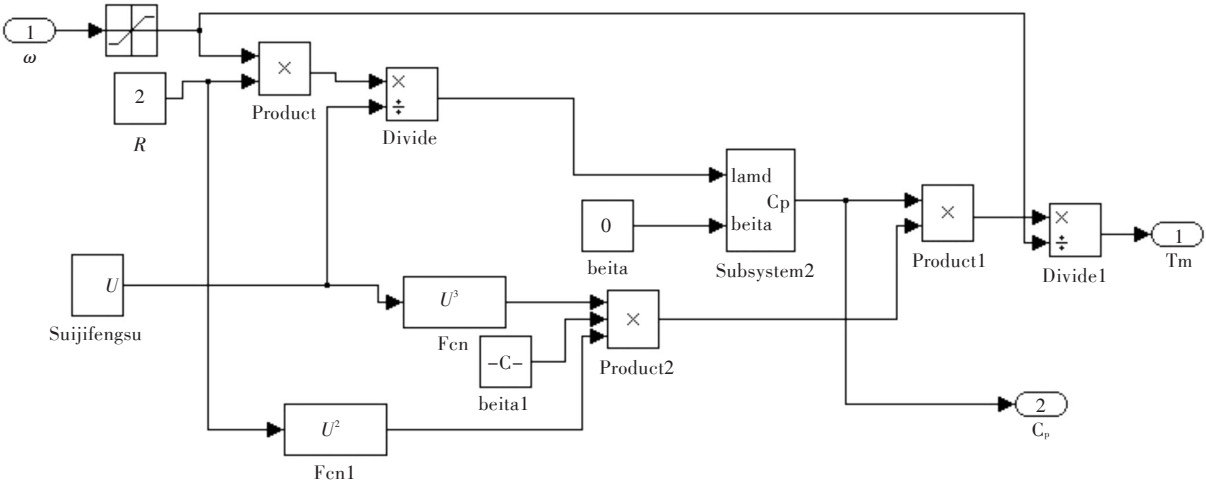 1
ω
2
R
×
Product
×
÷
Divide
lamd
Cp
beita
Subsystem2
0
beita
×
Product1
×
÷
Divide1
1
Tm
U
Suijifengsu
U³
Fcn
−C−
beita1
×
Product2
U²
Fcn1
2
Cₚ